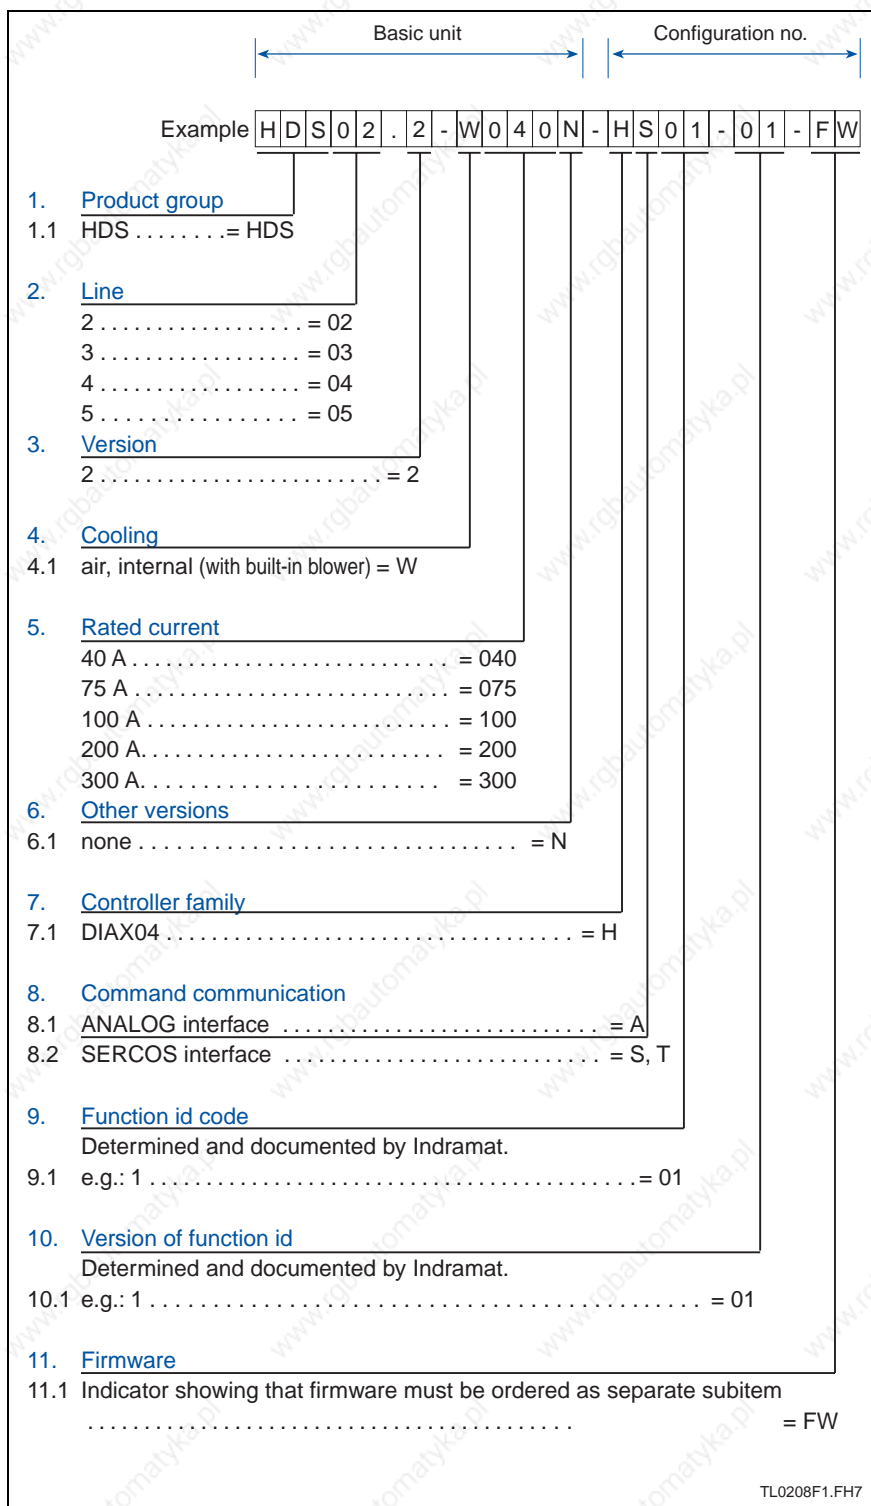 Basic unit Configuration no.
Example HDS02.2-W040N-HS01-01-FW
1. Product group
1.1 HDS . . . . . . . . = HDS
2. Line
2 . . . . . . . . . . . . . . . . . . = 02
3 . . . . . . . . . . . . . . . . . . = 03
4 . . . . . . . . . . . . . . . . . . = 04
5 . . . . . . . . . . . . . . . . . . = 05
3. Version
2 . . . . . . . . . . . . . . . . . . . . . . . . . = 2
4. Cooling
4.1 air, internal (with built-in blower) = W
5. Rated current
40 A . . . . . . . . . . . . . . . . . . . . . . . . . . . . = 040
75 A . . . . . . . . . . . . . . . . . . . . . . . . . . . . = 075
100 A . . . . . . . . . . . . . . . . . . . . . . . . . . . = 100
200 A. . . . . . . . . . . . . . . . . . . . . . . . . . . = 200
300 A. . . . . . . . . . . . . . . . . . . . . . . . . . . = 300
6. Other versions
6.1 none . . . . . . . . . . . . . . . . . . . . . . . . . . . . . . . . = N
7. Controller family
7.1 DIAX04 . . . . . . . . . . . . . . . . . . . . . . . . . . . . . . . . . . . . = H
8. Command communication
8.1 ANALOG interface . . . . . . . . . . . . . . . . . . . . . . . . . . . . = A
8.2 SERCOS interface . . . . . . . . . . . . . . . . . . . . . . . . . . . . = S, T
9. Function id code
Determined and documented by Indramat.
9.1 e.g.: 1 . . . . . . . . . . . . . . . . . . . . . . . . . . . . . . . . . . . . . . . . . . . = 01
10. Version of function id
Determined and documented by Indramat.
10.1 e.g.: 1 . . . . . . . . . . . . . . . . . . . . . . . . . . . . . . . . . . . . . . . . . . . = 01
11. Firmware
11.1 Indicator showing that firmware must be ordered as separate subitem
. . . . . . . . . . . . . . . . . . . . . . . . . . . . . . . . . . . . . . . . . . . = FW
TL0208F1.FH7
www.rgbautomatyka.pl